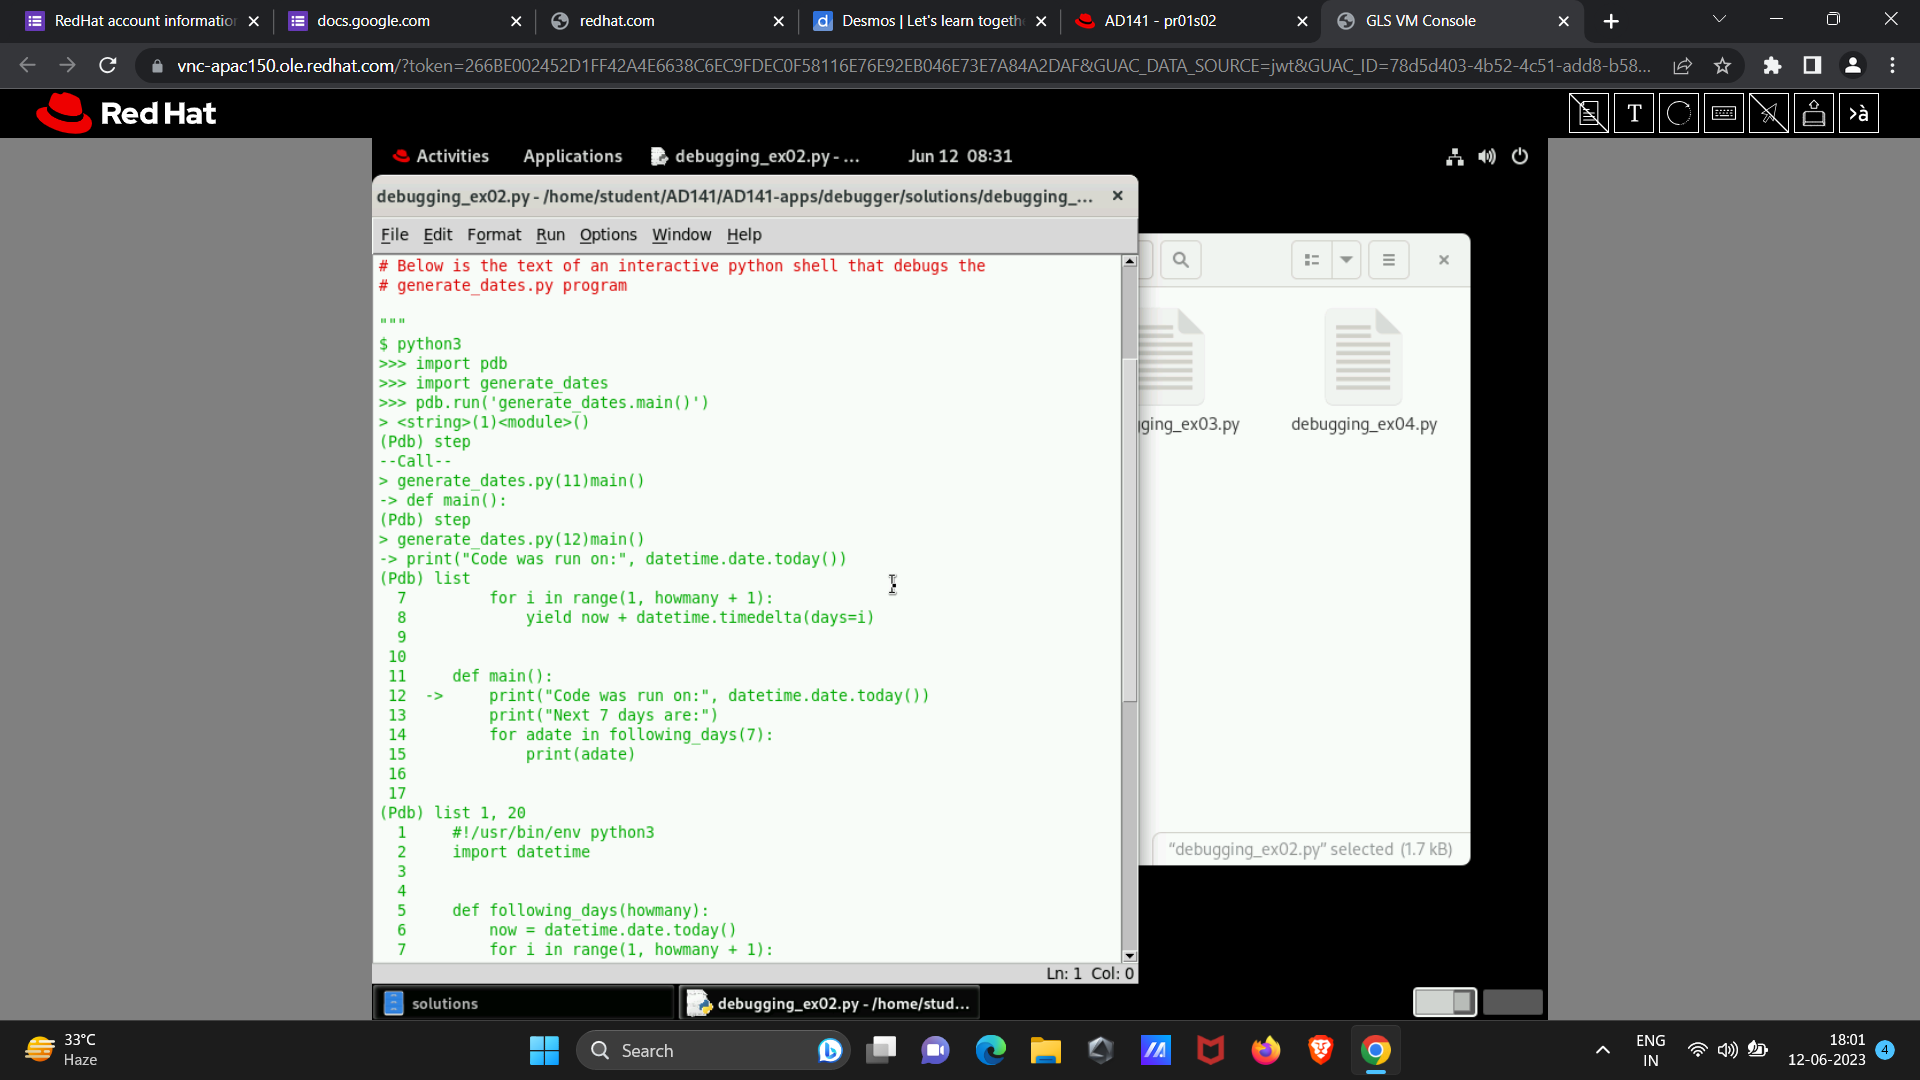 RedHat account informatio
docs.google.com
redhat.com
Desmos | Let's learn togeth
AD141 - pr01s02
GLS VM Console
vnc-apac150.ole.redhat.com/?token=266BE002452D1FF42A4E6638C6EC9FDEC0F58116E76E92EB046E73E7A84A2DAF&GUAC_DATA_SOURCE=jwt&GUAC_ID=78d5d403-4b52-4c51-add8-b58...
Red Hat
T
>à
Activities Applications debugging_ex02.py - ... Jun 12 08:31
debugging_ex02.py - /home/student/AD141/AD141-apps/debugger/solutions/debugging_...
File Edit Format Run Options Window Help
# Below is the text of an interactive python shell that debugs the
# generate_dates.py program
"""
$ python3
>>> import pdb
>>> import generate_dates
>>> pdb.run('generate_dates.main()')
> <string>(1)<module>()
(Pdb) step
--Call--
> generate_dates.py(11)main()
-> def main():
(Pdb) step
> generate_dates.py(12)main()
-> print("Code was run on:", datetime.date.today())
(Pdb) list
7 for i in range(1, howmany + 1):
8 yield now + datetime.timedelta(days=i)
9
10
11 def main():
12 -> print("Code was run on:", datetime.date.today())
13 print("Next 7 days are:")
14 for adate in following_days(7):
15 print(adate)
16
17
(Pdb) list 1, 20
1 #!/usr/bin/env python3
2 import datetime
3
4
5 def following_days(howmany):
6 now = datetime.date.today()
7 for i in range(1, howmany + 1):
Ln: 1 Col: 0
ging_ex03.py
debugging_ex04.py
"debugging_ex02.py" selected (1.7 kB)
solutions
debugging_ex02.py - /home/stud...
33°C
Haze
Search
ENG
IN
18:01
12-06-2023
4